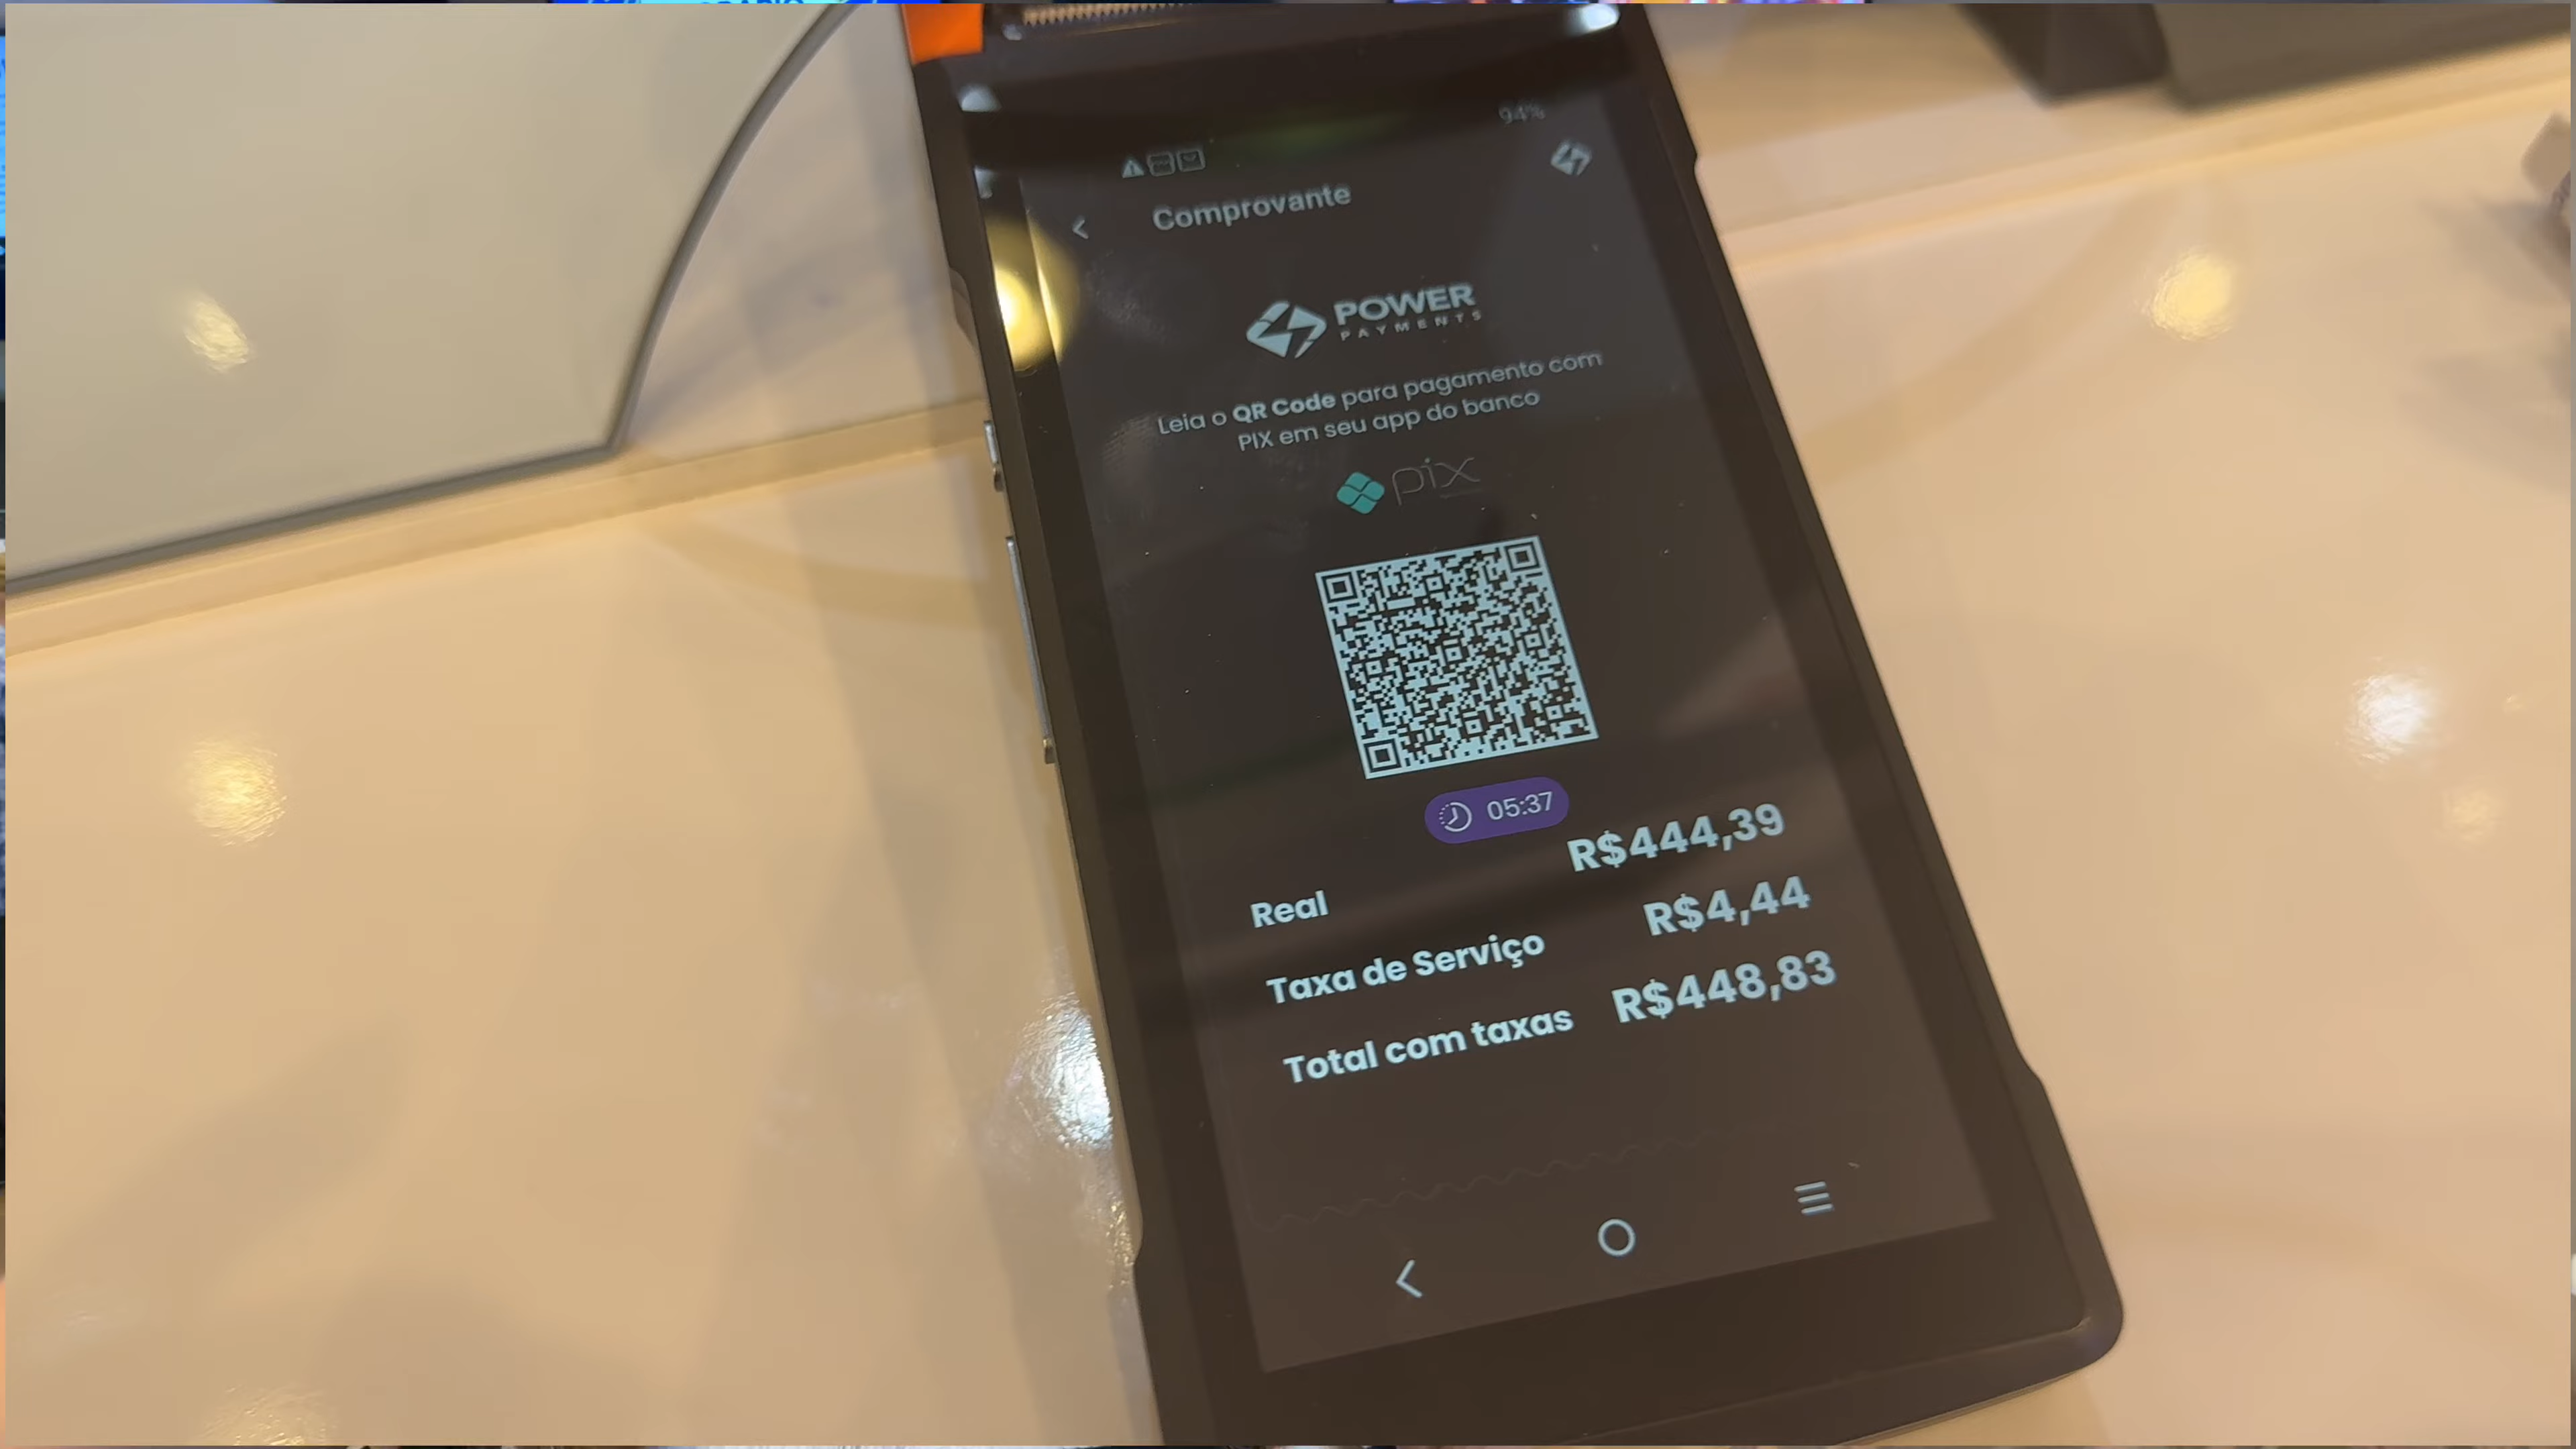 94%
Comprovante
POWER
PAYMENTS
Leia o QR Code para pagamento com
PIX em seu app do banco
pix
05:37
Real R$444,39
Taxa de Serviço R$4,44
Total com taxas R$448,83